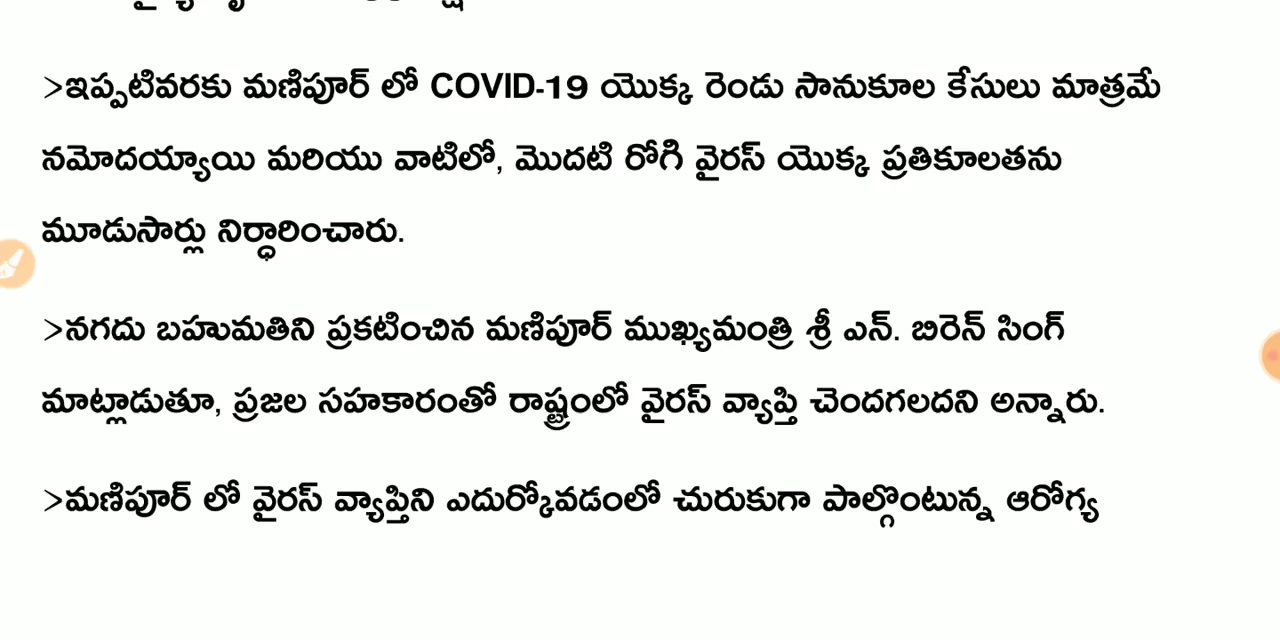 >ఇప్పటివరకు మణిపూర్ లో COVID-19 యొక్క రెండు సానుకూల కేసులు మాత్రమే
నమోదయ్యాయి మరియు వాటిలో, మొదటి రోగి వైరస్ యొక్క ప్రతికూలతను
మూడుసార్లు నిర్ధారించారు.
>నగదు బహుమతిని ప్రకటించిన మణిపూర్ ముఖ్యమంత్రి శ్రీ ఎన్. బిరెన్ సింగ్
మాట్లాడుతూ, ప్రజల సహకారంతో రాష్ట్రంలో వైరస్ వ్యాప్తి చెందగలదని అన్నారు.
>మణిపూర్ లో వైరస్ వ్యాప్తిని ఎదుర్కోవడంలో చురుకుగా పాల్గొంటున్న ఆరోగ్య